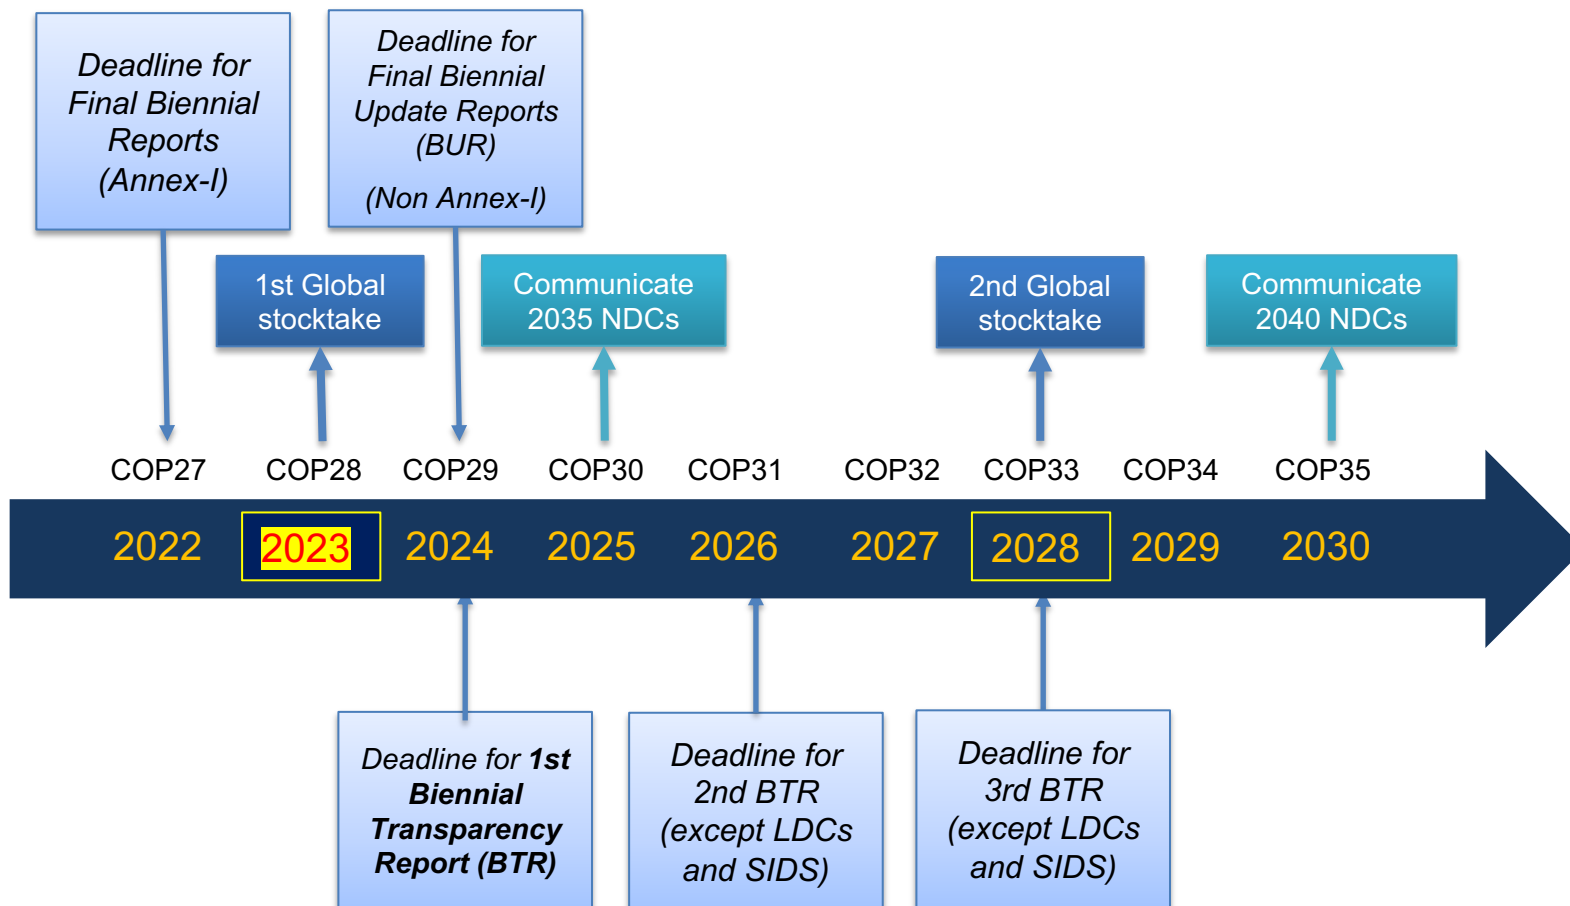 Deadline for
Final Biennial
Reports
(Annex-I)
Deadline for
Final Biennial
Update Reports
(BUR)
(Non Annex-I)
1st Global
stocktake
Communicate
2035 NDCs
2nd Global
stocktake
Communicate
2040 NDCs
COP27 COP28 COP29 COP30 COP31 COP32 COP33 COP34 COP35
2022 2023 2024 2025 2026 2027 2028 2029 2030
Deadline for 1st
Biennial
Transparency
Report (BTR)
Deadline for
2nd BTR
(except LDCs
and SIDS)
Deadline for
3rd BTR
(except LDCs
and SIDS)